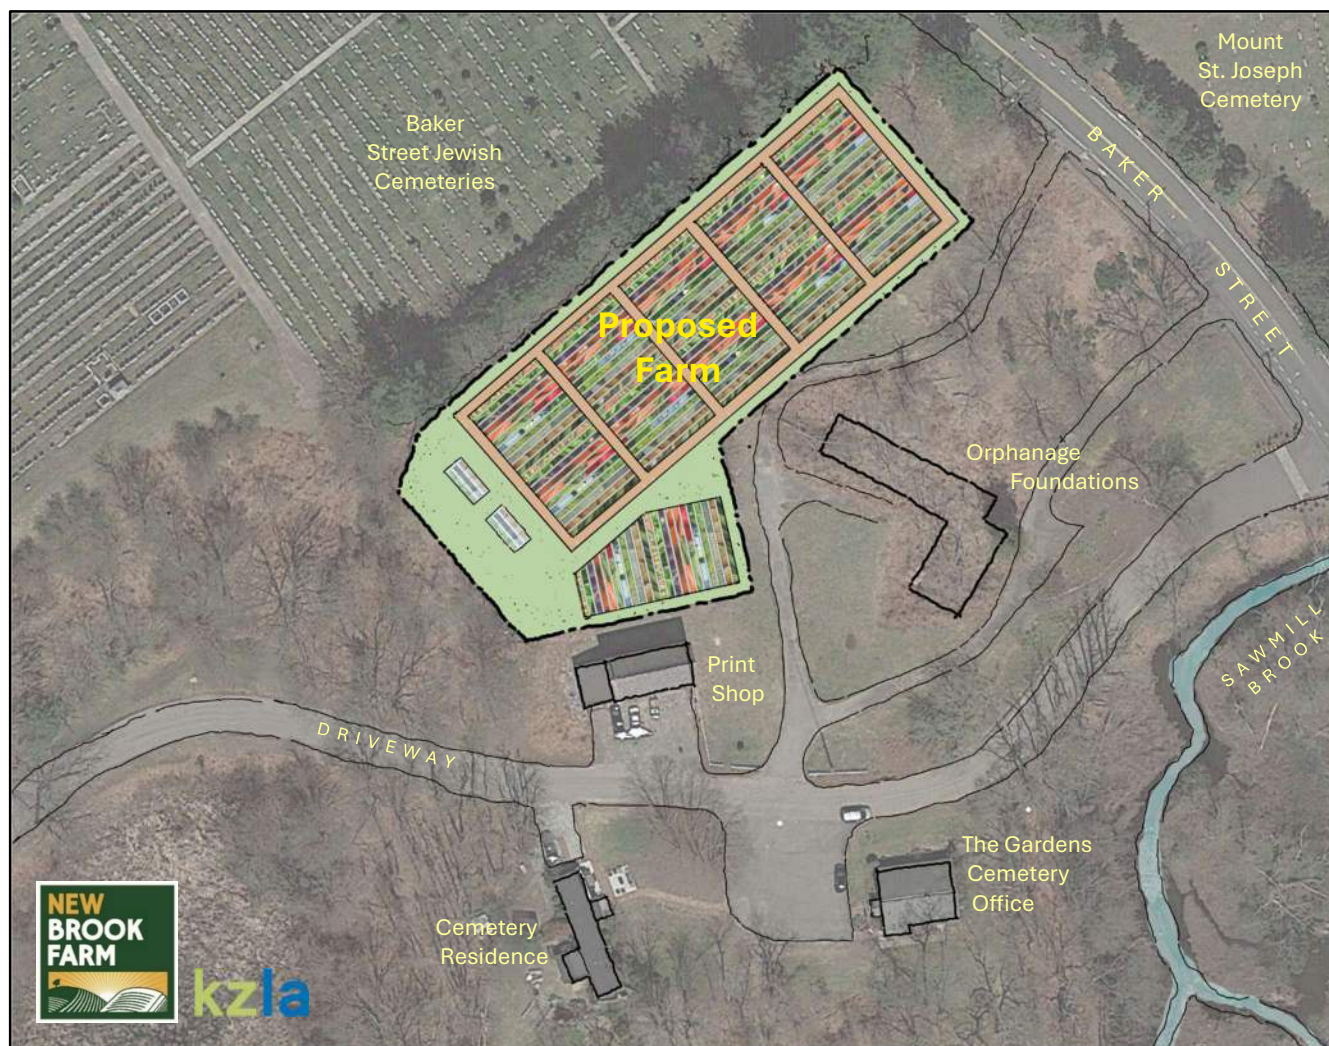 Mount
St. Joseph
Cemetery
Baker
Street Jewish
Cemeteries
BAKER
STREET
Proposed
Farm
Orphanage
Foundations
SAWMILL
BROOK
Print
Shop
DRIVEWAY
The Gardens
Cemetery
Office
Cemetery
Residence
NEW
BROOK
FARM
kzla